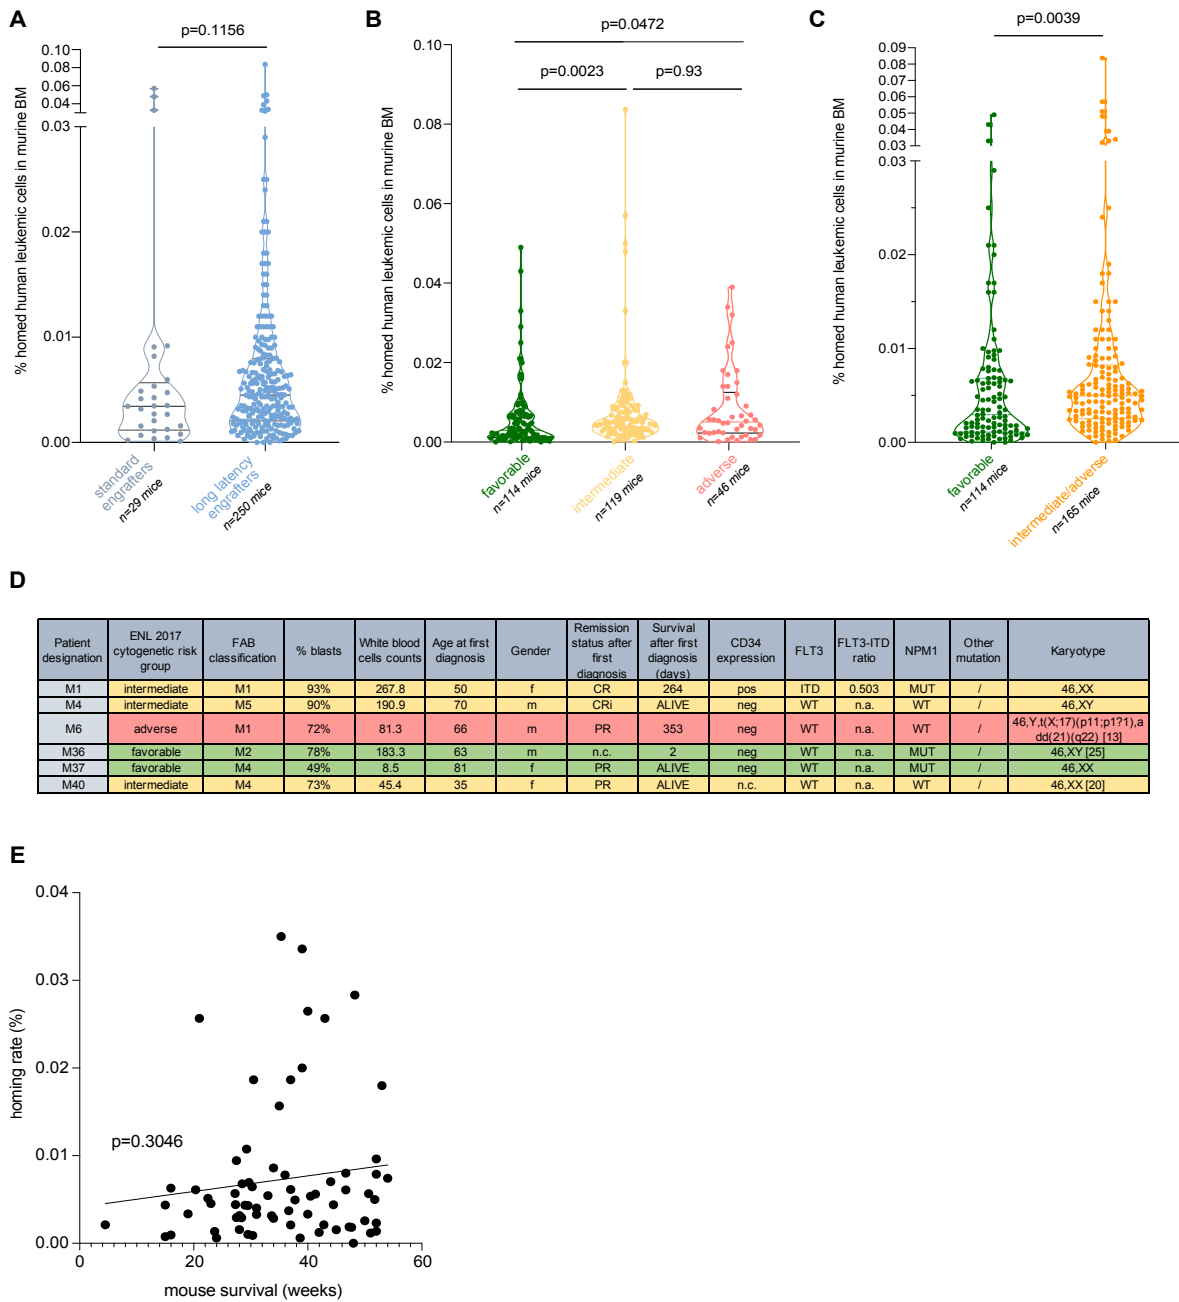 A
p=0.1156
% homed human leukemic cells in murine BM
0.10
0.08
0.06
0.04
0.03
0.02
0.01
0.00
standard
engrafters
n=29 mice
long latency
engrafters
n=250 mice
B
p=0.0472
p=0.0023
p=0.93
% homed human leukemic cells in murine BM
0.10
0.08
0.06
0.04
0.02
0.00
favorable
n=114 mice
intermediate
n=119 mice
adverse
n=46 mice
C
p=0.0039
% homed human leukemic cells in murine BM
0.09
0.08
0.07
0.06
0.05
0.04
0.03
0.03
0.02
0.01
0.00
favorable
n=114 mice
intermediate/adverse
n=165 mice
D
Patient designation ENL 2017 cytogenetic risk group FAB classification % blasts White blood cells counts Age at first diagnosis Gender Remission status after first diagnosis Survival after first diagnosis (days) CD34 expression FLT3 FLT3-ITD ratio NPM1 Other mutation Karyotype
M1 intermediate M1 93% 267.8 50 f CR 264 pos ITD 0.503 MUT / 46,XX
M4 intermediate M5 90% 190.9 70 m CRi ALIVE neg WT n.a. WT / 46,XY
M6 adverse M1 72% 81.3 66 m PR 353 neg WT n.a. WT / 46,Y,t(X;17)(p11;p1?1),a
dd(21)(q22) [13]
M36 favorable M2 78% 183.3 63 m n.c. 2 neg WT n.a. MUT / 46,XY [25]
M37 favorable M4 49% 8.5 81 f PR ALIVE neg WT n.a. MUT / 46,XX
M40 intermediate M4 73% 45.4 35 f PR ALIVE n.c. WT n.a. WT / 46,XX [20]
E
homing rate (%)
0.04
0.03
0.02
0.01
0.00
p=0.3046
0 20 40 60
mouse survival (weeks)